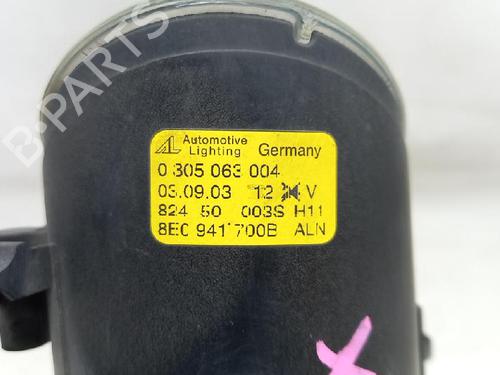 B-PARTS
AL Automotive Lighting Germany
0 305 063 004
03.09.03 12 V
824 50 003S H11
8E0 941 700B ALN